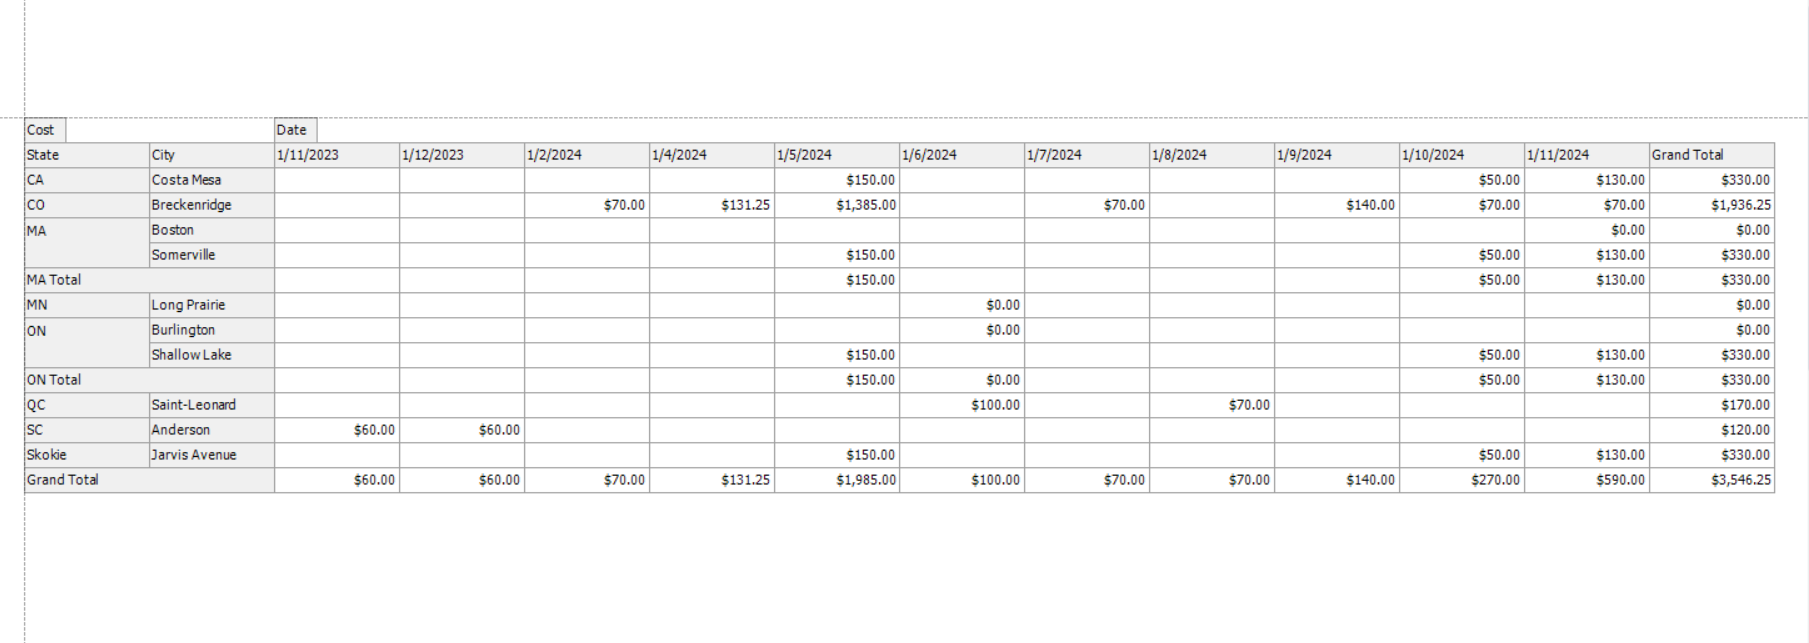 Cost Date
State City 1/11/2023 1/12/2023 1/2/2024 1/4/2024 1/5/2024 1/6/2024 1/7/2024 1/8/2024 1/9/2024 1/10/2024 1/11/2024 Grand Total
CA Costa Mesa $150.00 $50.00 $130.00 $330.00
CO Breckenridge $70.00 $131.25 $1,385.00 $70.00 $140.00 $70.00 $70.00 $1,936.25
MA Boston $0.00 $0.00
Somerville $150.00 $50.00 $130.00 $330.00
MA Total $150.00 $50.00 $130.00 $330.00
MN Long Prairie $0.00 $0.00
ON Burlington $0.00 $0.00
Shallow Lake $150.00 $50.00 $130.00 $330.00
ON Total $150.00 $0.00 $50.00 $130.00 $330.00
QC Saint-Leonard $100.00 $70.00 $170.00
SC Anderson $60.00 $60.00 $120.00
Skokie Jarvis Avenue $150.00 $50.00 $130.00 $330.00
Grand Total $60.00 $60.00 $70.00 $131.25 $1,985.00 $100.00 $70.00 $70.00 $140.00 $270.00 $590.00 $3,546.25